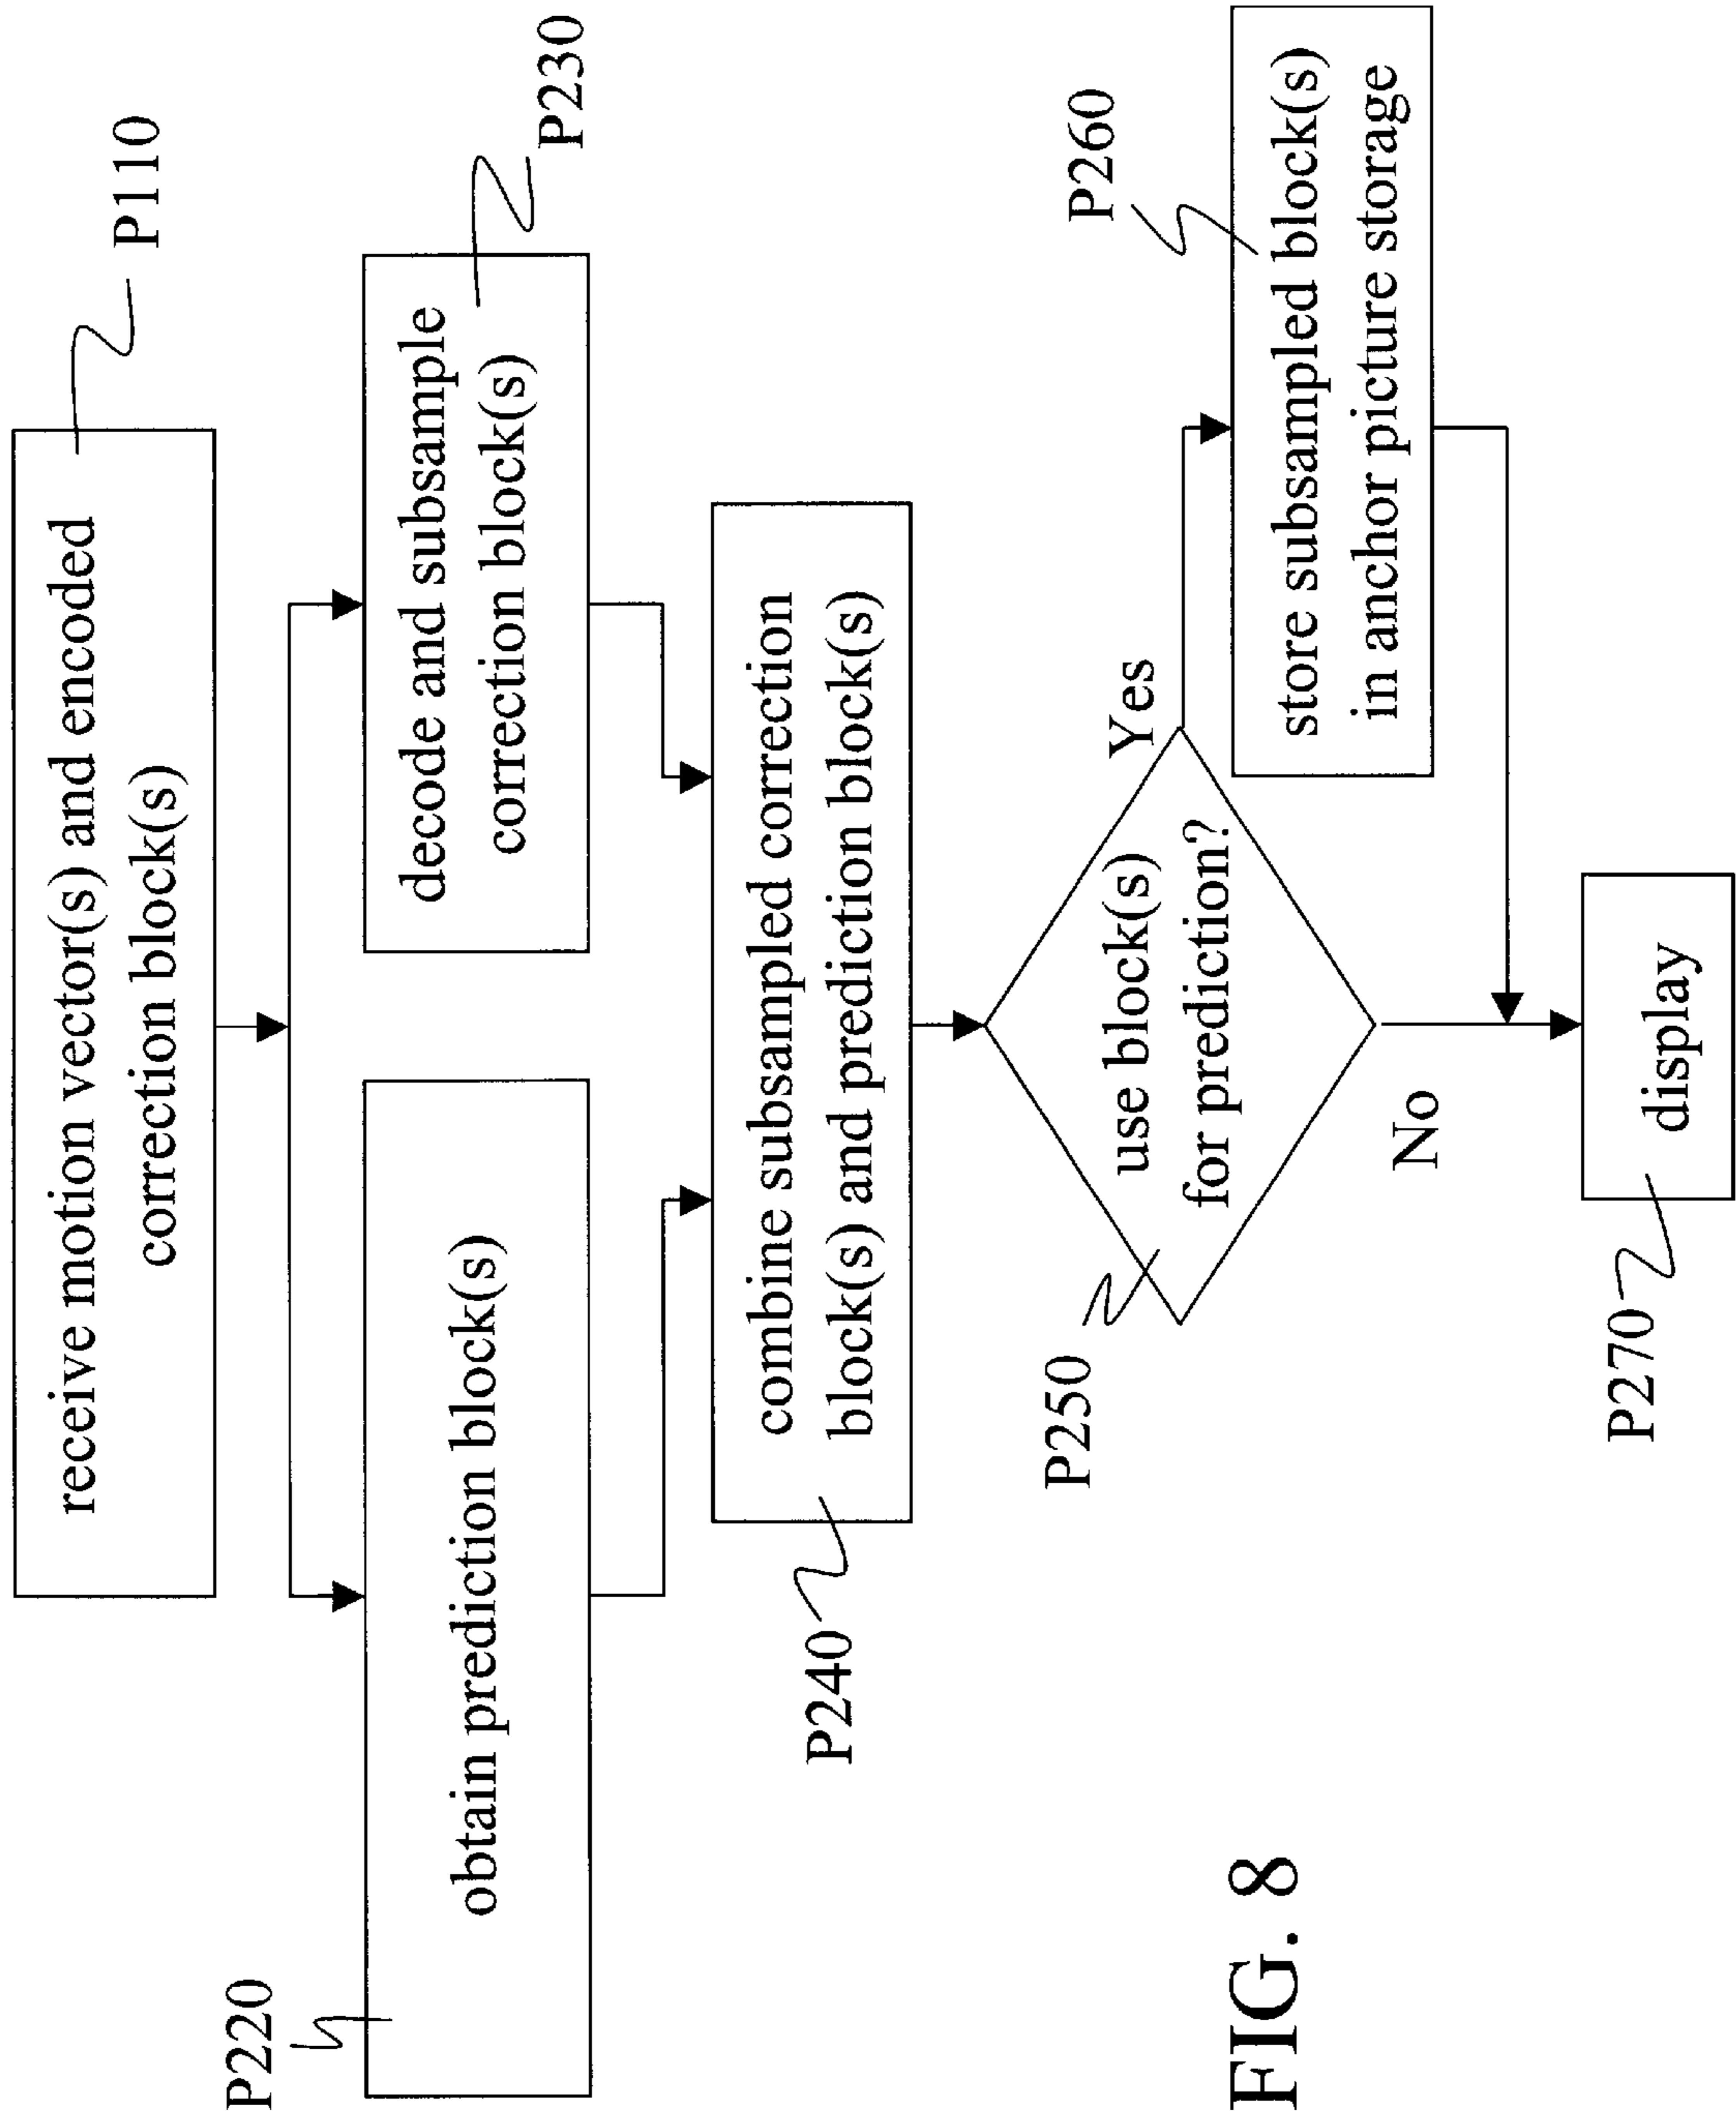 receive motion vector(s) and encoded
correction block(s)
P110
P220
obtain prediction block(s)
decode and subsample
correction block(s)
P230
P240
combine subsampled correction
block(s) and prediction block(s)
P250
use block(s)
for prediction?
Yes
No
P260
store subsampled block(s)
in anchor picture storage
P270
display
FIG. 8